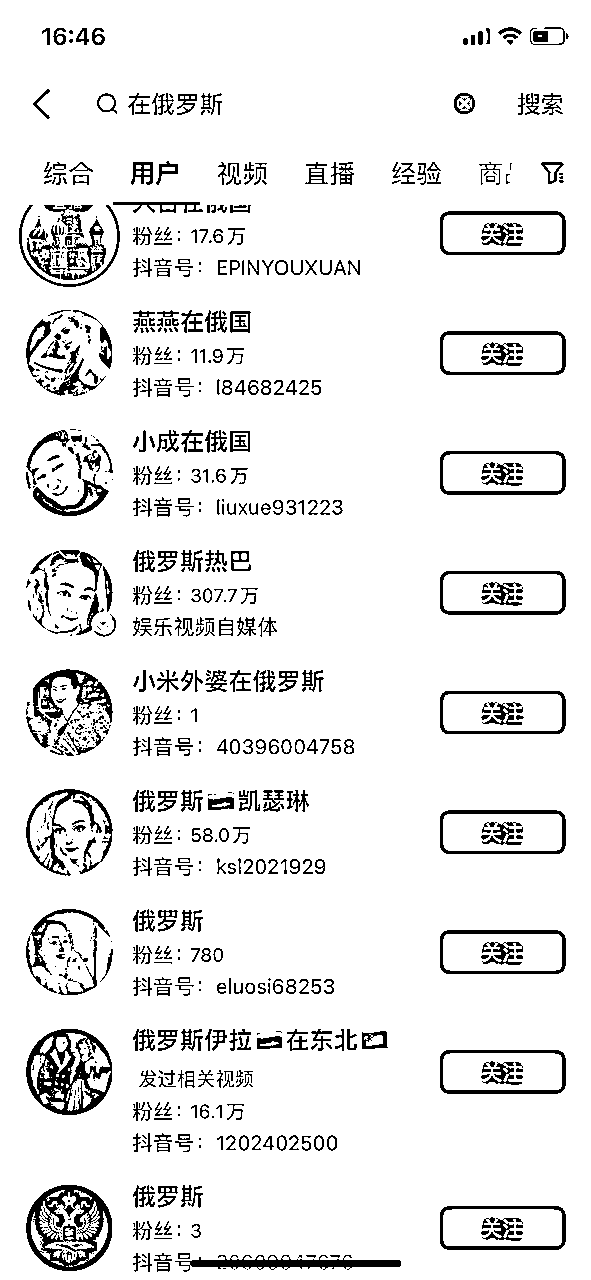 16:46
在俄罗斯
搜索
综合 用户 视频 直播 经验
粉丝：17.6万
关注
抖音号：EPINYOUXUAN
燕燕在俄国
粉丝：11.9万
关注
抖音号：l84682425
小成在俄国
粉丝：31.6万
关注
抖音号：liuxue931223
俄罗斯热巴
粉丝：307.7万
关注
娱乐视频自媒体
小米外婆在俄罗斯
粉丝：1
关注
抖音号：40396004758
俄罗斯凯瑟琳
粉丝：58.0万
关注
抖音号：ksl2021929
俄罗斯
粉丝：780
关注
抖音号：eluosi68253
俄罗斯伊拉在东北
发过相关视频
关注
粉丝：16.1万
抖音号：1202402500
俄罗斯
粉丝：3
关注
抖音号：